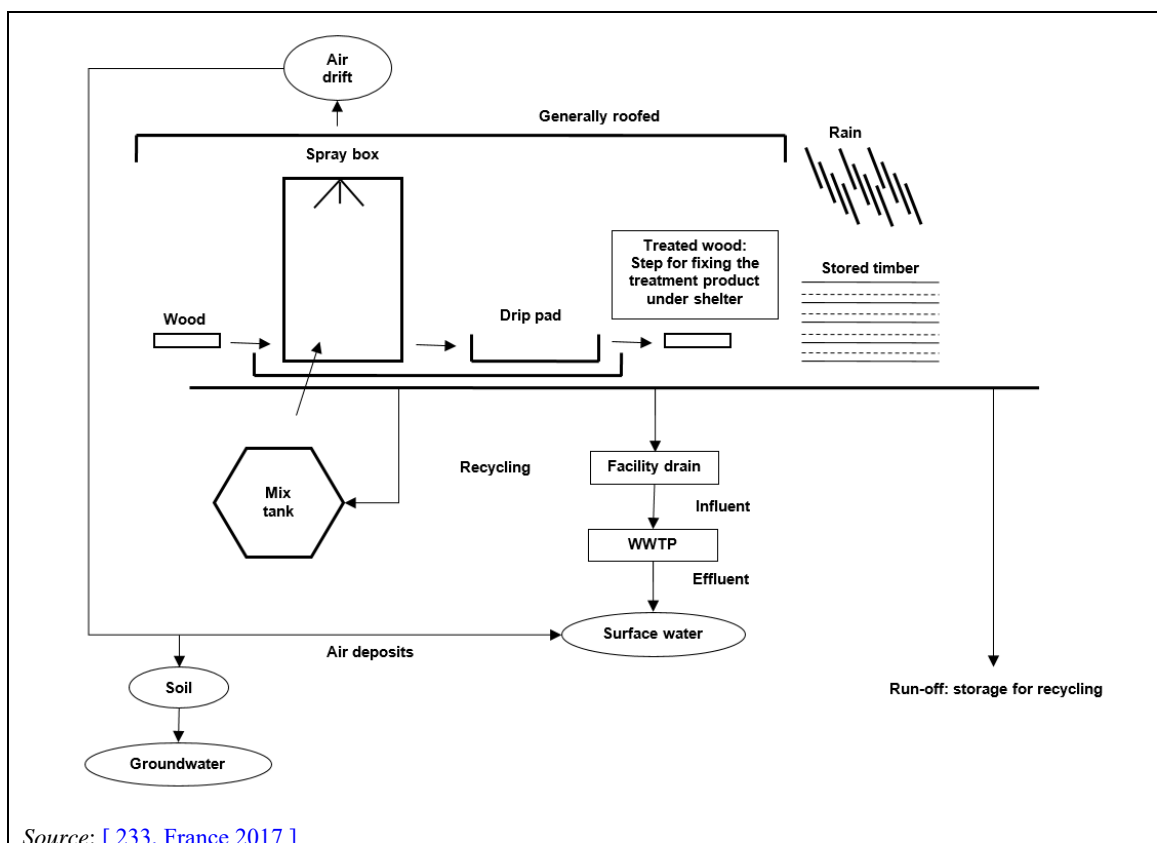 Air
drift
Generally roofed
Rain
Spray box
Treated wood:
Step for fixing the
treatment product
under shelter
Stored timber
Wood
Drip pad
Mix
tank
Recycling
Facility drain
Influent
WWTP
Effluent
Surface water
Air deposits
Soil
Run-off: storage for recycling
Groundwater
Source: [ 233, France 2017 ]